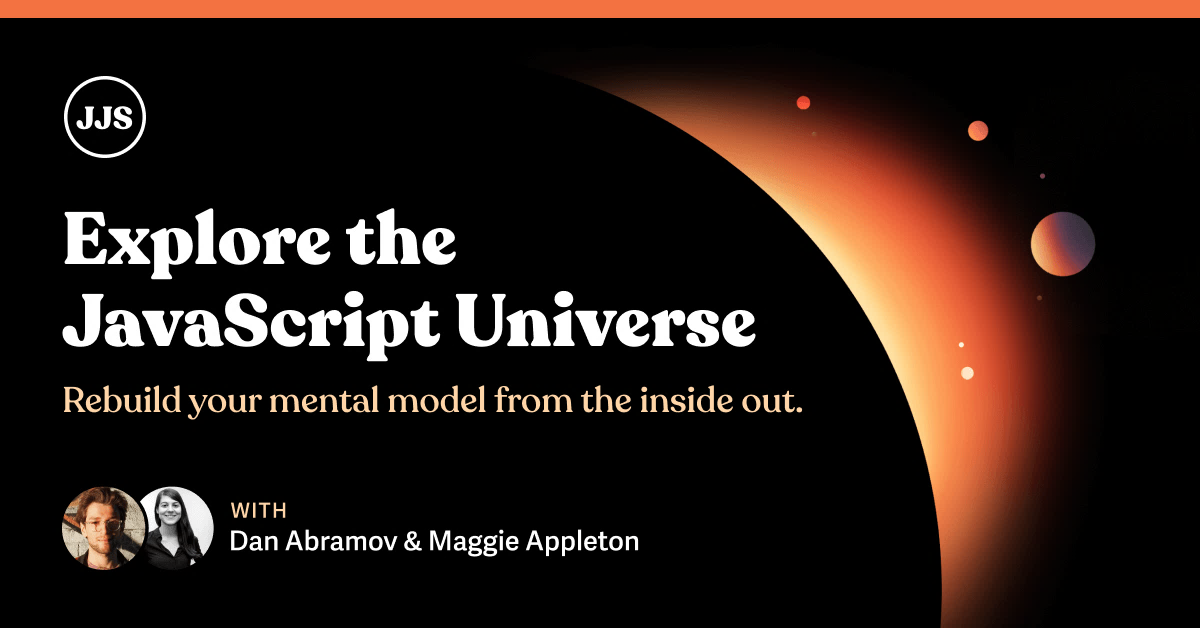 JJS
Explore the
JavaScript Universe
Rebuild your mental model from the inside out.
WITH
Dan Abramov & Maggie Appleton